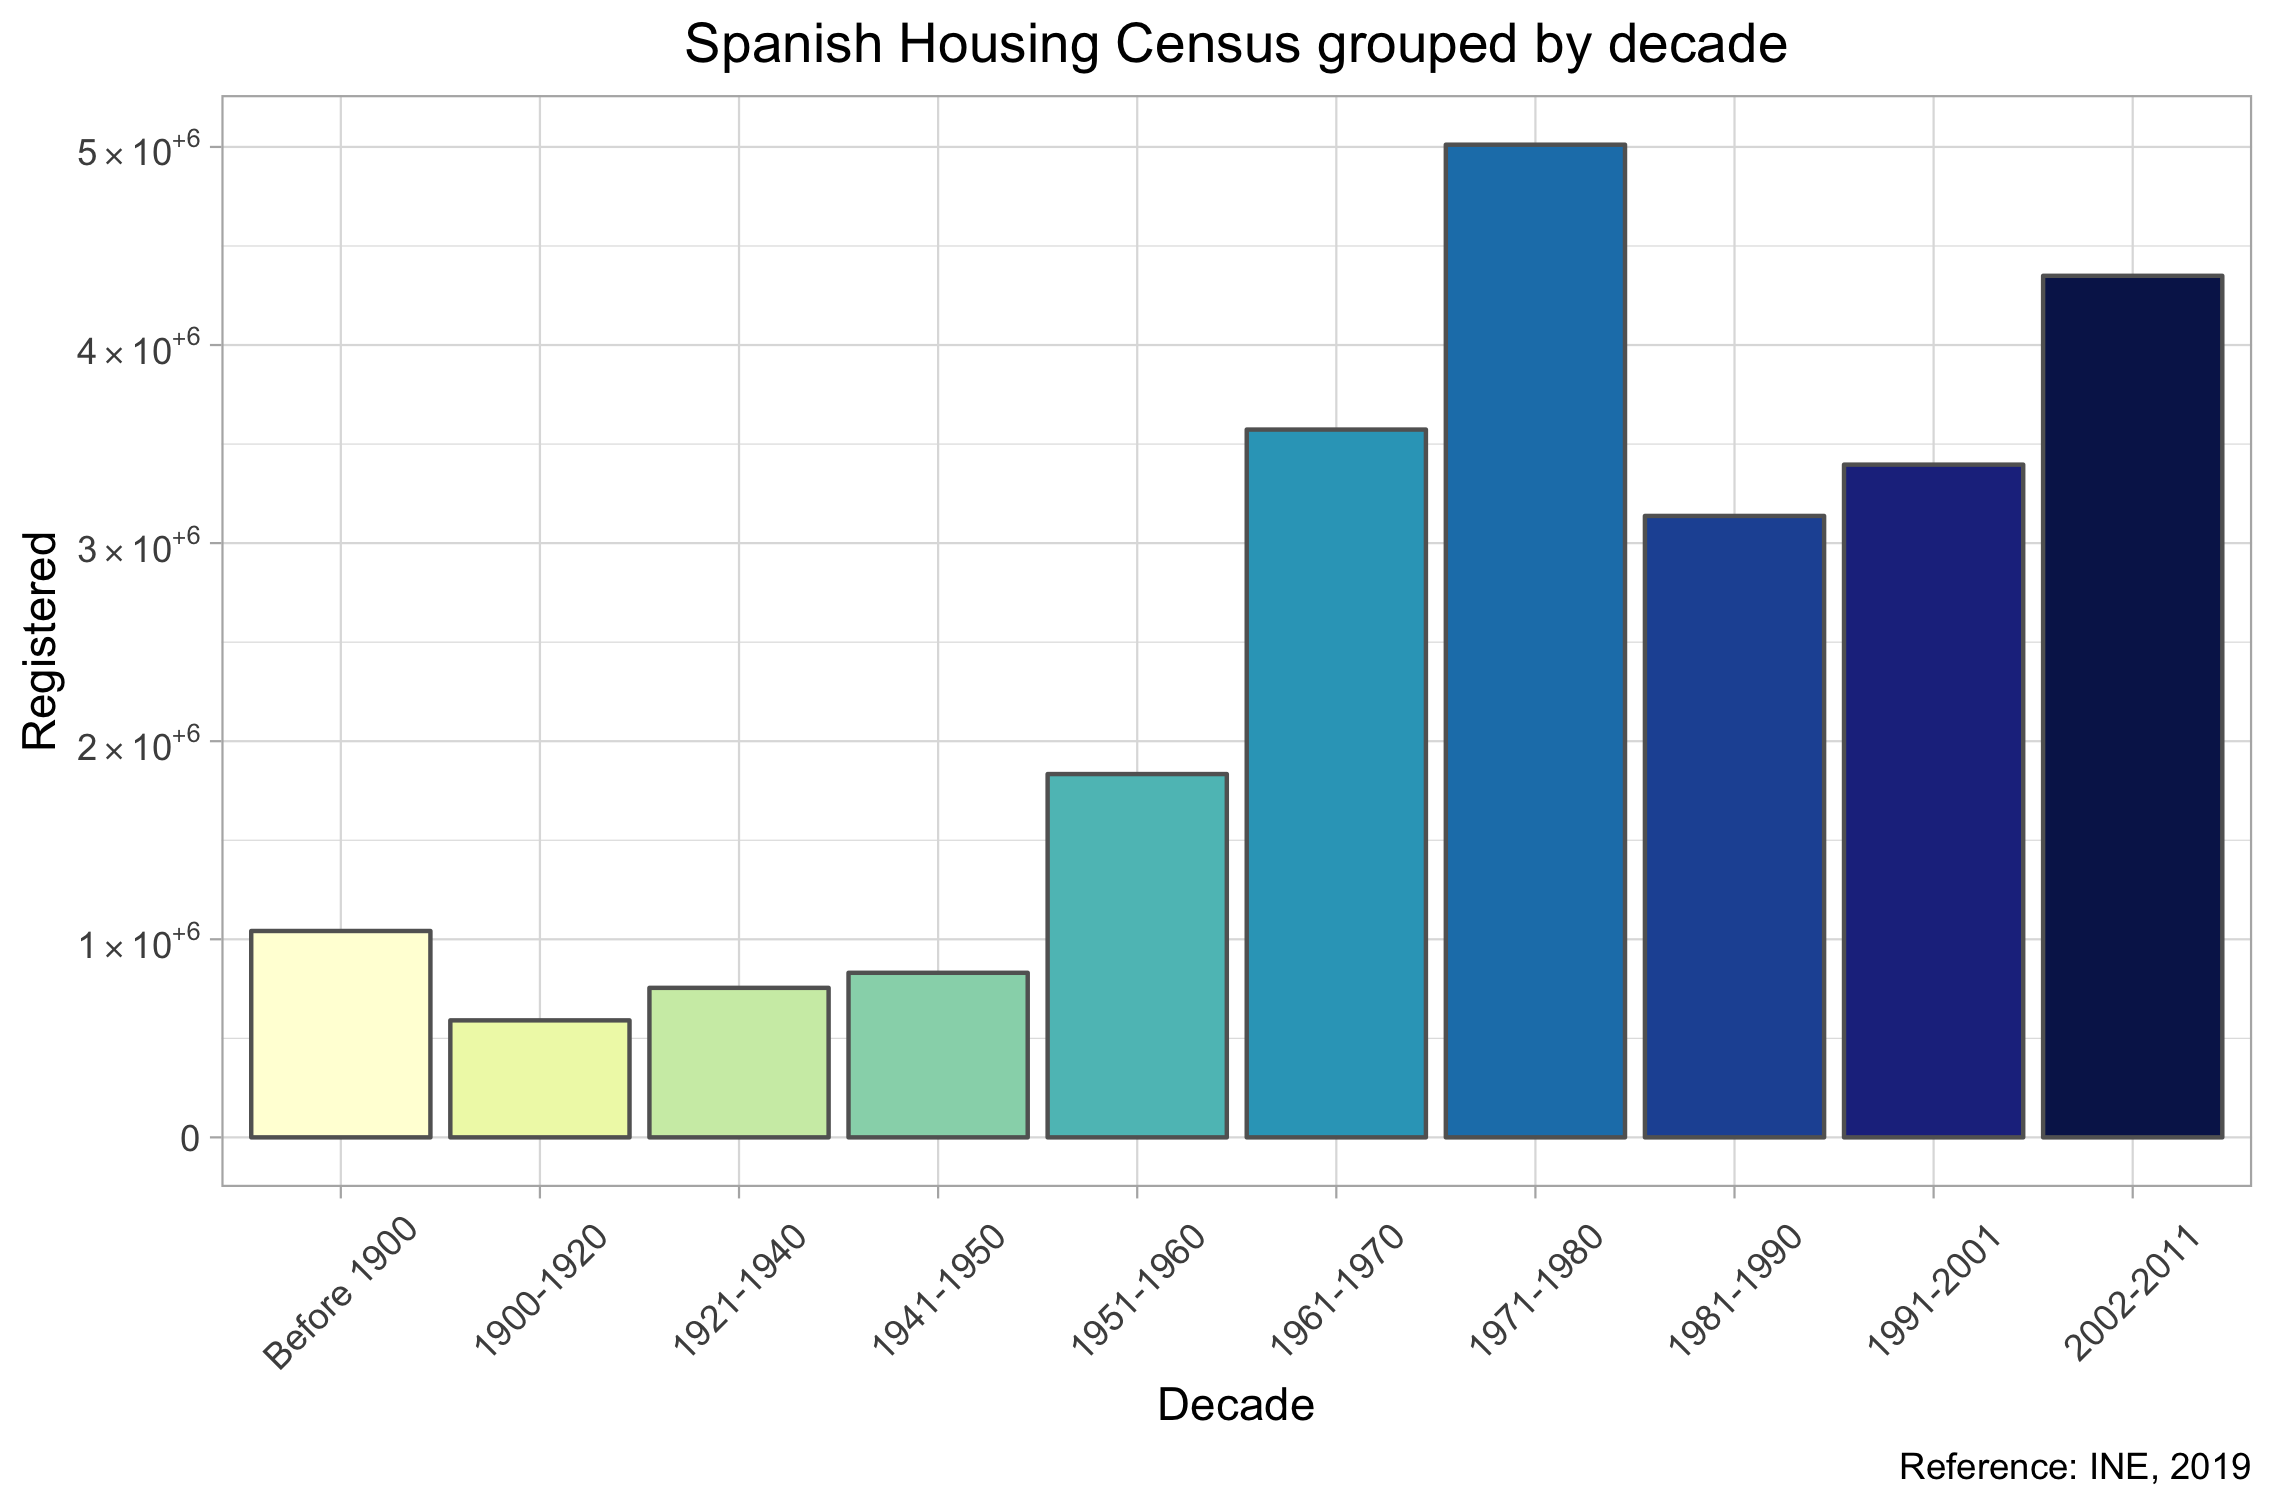 Spanish Housing Census grouped by decade
5 × 10⁺⁶
4 × 10⁺⁶
3 × 10⁺⁶
2 × 10⁺⁶
1 × 10⁺⁶
0
Registered
Before 1900
1900-1920
1921-1940
1941-1950
1951-1960
1961-1970
1971-1980
1981-1990
1991-2001
2002-2011
Decade
Reference: INE, 2019